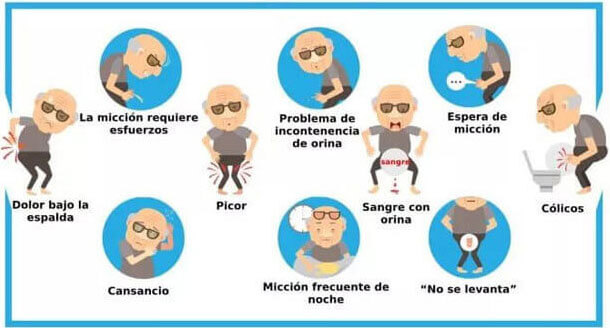 La micción requiere
esfuerzos
Problema de
incontenencia
de orina
...
Espera de
micción
sangre
Dolor bajo la
espalda
Picor
Sangre con
orina
Cólicos
Cansancio
Micción frecuente de
noche
“No se levanta”